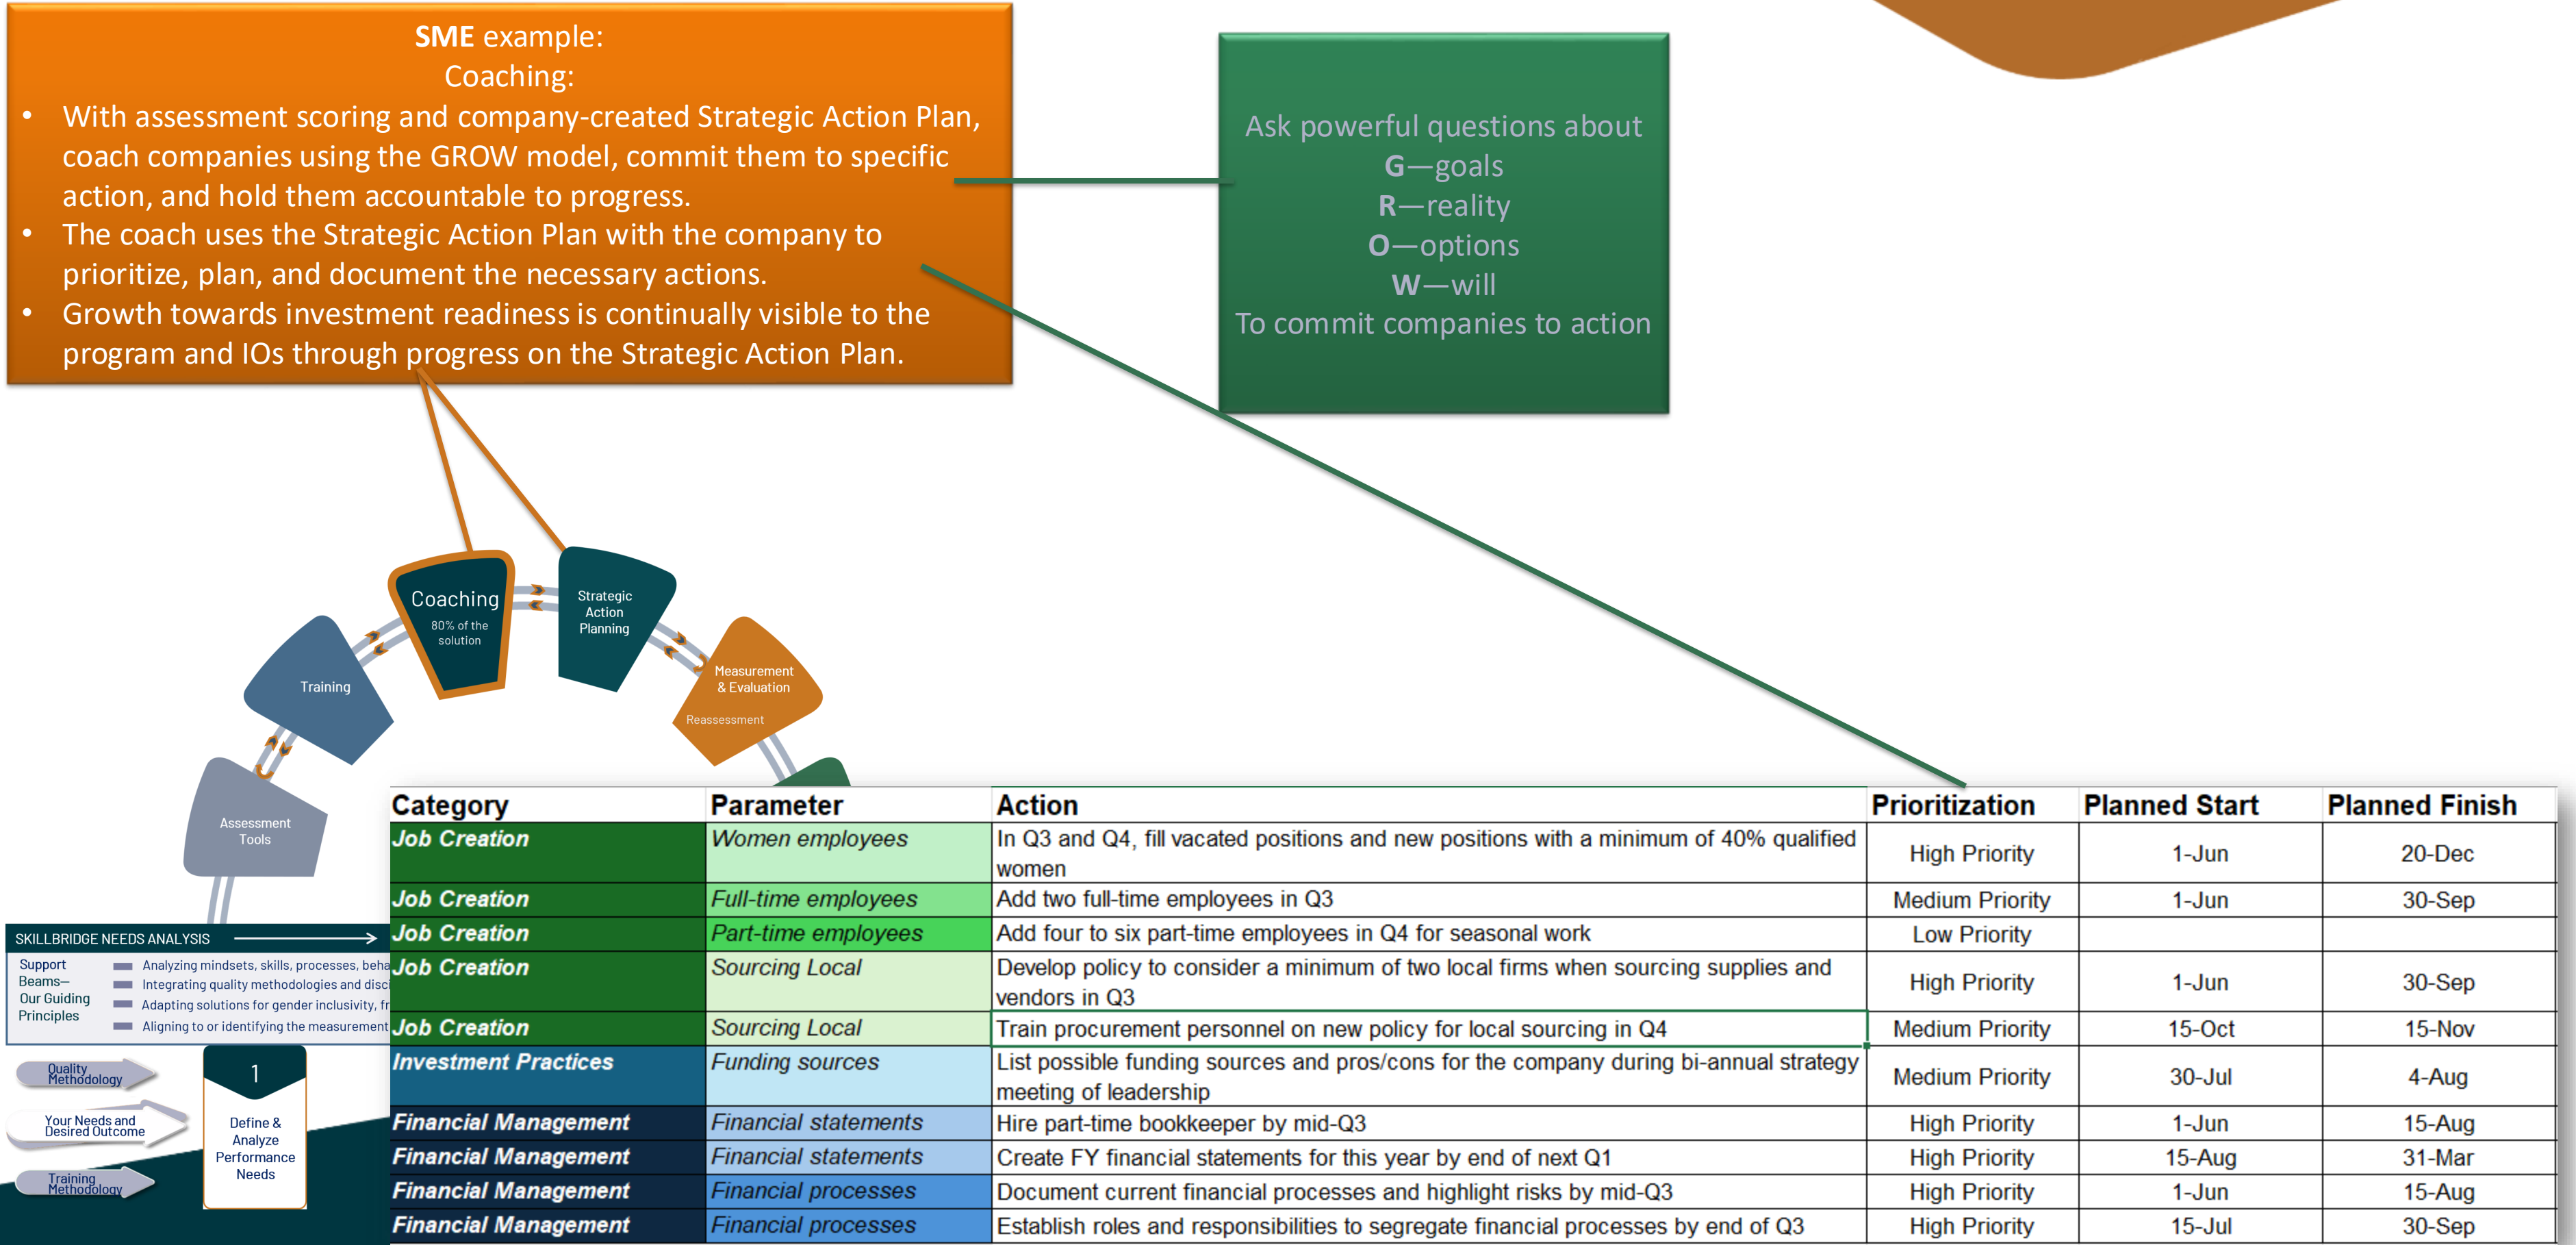 SME example:
Coaching:
• With assessment scoring and company-created Strategic Action Plan,
coach companies using the GROW model, commit them to specific
action, and hold them accountable to progress.
• The coach uses the Strategic Action Plan with the company to
prioritize, plan, and document the necessary actions.
• Growth towards investment readiness is continually visible to the
program and IOs through progress on the Strategic Action Plan.
Ask powerful questions about
G—goals
R—reality
O—options
W—will
To commit companies to action
Coaching
80% of the
solution
Strategic
Action
Planning
Training
Measurement
& Evaluation
Reassessment
Assessment
Tools
SKILLBRIDGE NEEDS ANALYSIS
Support
Beams—
Our Guiding
Principles
Analyzing mindsets, skills, processes, beha
Integrating quality methodologies and disci
Adapting solutions for gender inclusivity, fr
Aligning to or identifying the measurement
Quality
Methodology
Your Needs and
Desired Outcome
Training
Methodology
1
Define &
Analyze
Performance
Needs
Category Parameter Action Prioritization Planned Start Planned Finish
Job Creation Women employees In Q3 and Q4, fill vacated positions and new positions with a minimum of 40% qualified
women High Priority 1-Jun 20-Dec
Job Creation Full-time employees Add two full-time employees in Q3 Medium Priority 1-Jun 30-Sep
Job Creation Part-time employees Add four to six part-time employees in Q4 for seasonal work Low Priority
Job Creation Sourcing Local Develop policy to consider a minimum of two local firms when sourcing supplies and
vendors in Q3 High Priority 1-Jun 30-Sep
Job Creation Sourcing Local Train procurement personnel on new policy for local sourcing in Q4 Medium Priority 15-Oct 15-Nov
Investment Practices Funding sources List possible funding sources and pros/cons for the company during bi-annual strategy
meeting of leadership Medium Priority 30-Jul 4-Aug
Financial Management Financial statements Hire part-time bookkeeper by mid-Q3 High Priority 1-Jun 15-Aug
Financial Management Financial statements Create FY financial statements for this year by end of next Q1 High Priority 15-Aug 31-Mar
Financial Management Financial processes Document current financial processes and highlight risks by mid-Q3 High Priority 1-Jun 15-Aug
Financial Management Financial processes Establish roles and responsibilities to segregate financial processes by end of Q3 High Priority 15-Jul 30-Sep